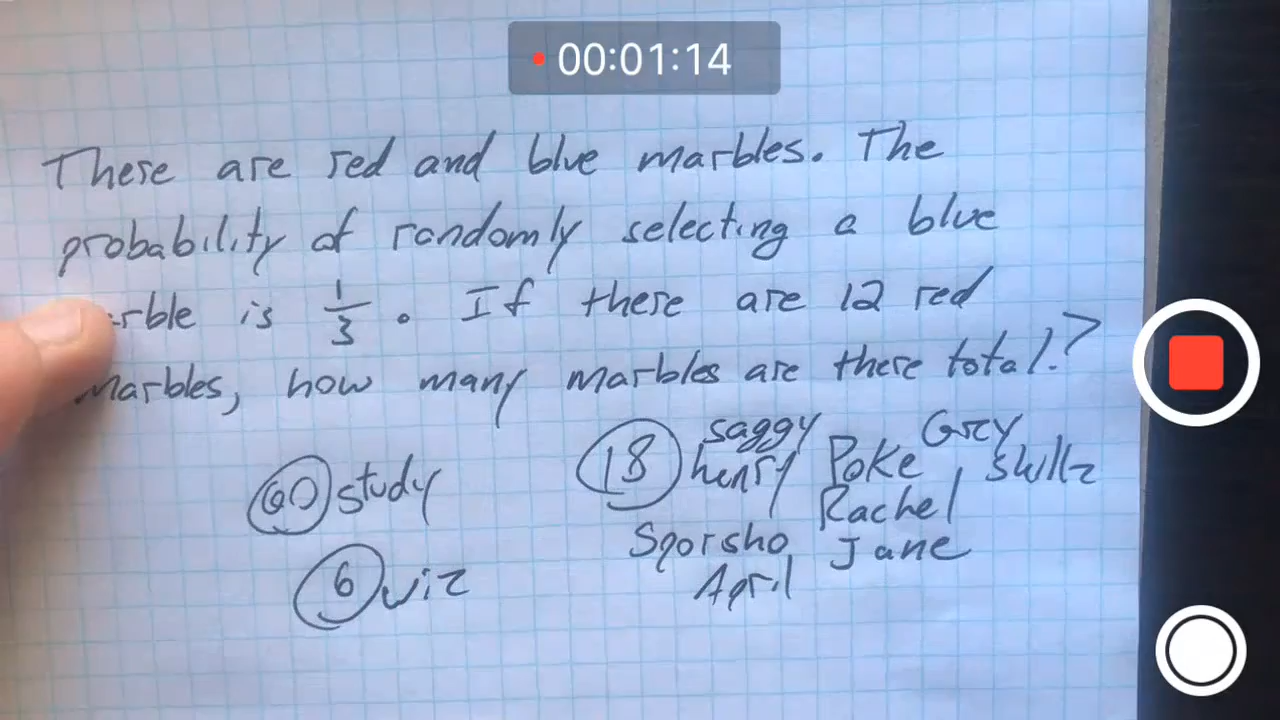 00:01:14
There are red and blue marbles. The
probability of randomly selecting a blue
rble is 1/3. If there are 12 red
marbles, how many marbles are there total?
60 study
6 uiz
18 saggy henry Poke Grey Skillz
Rachel
Sporsho Jane
April